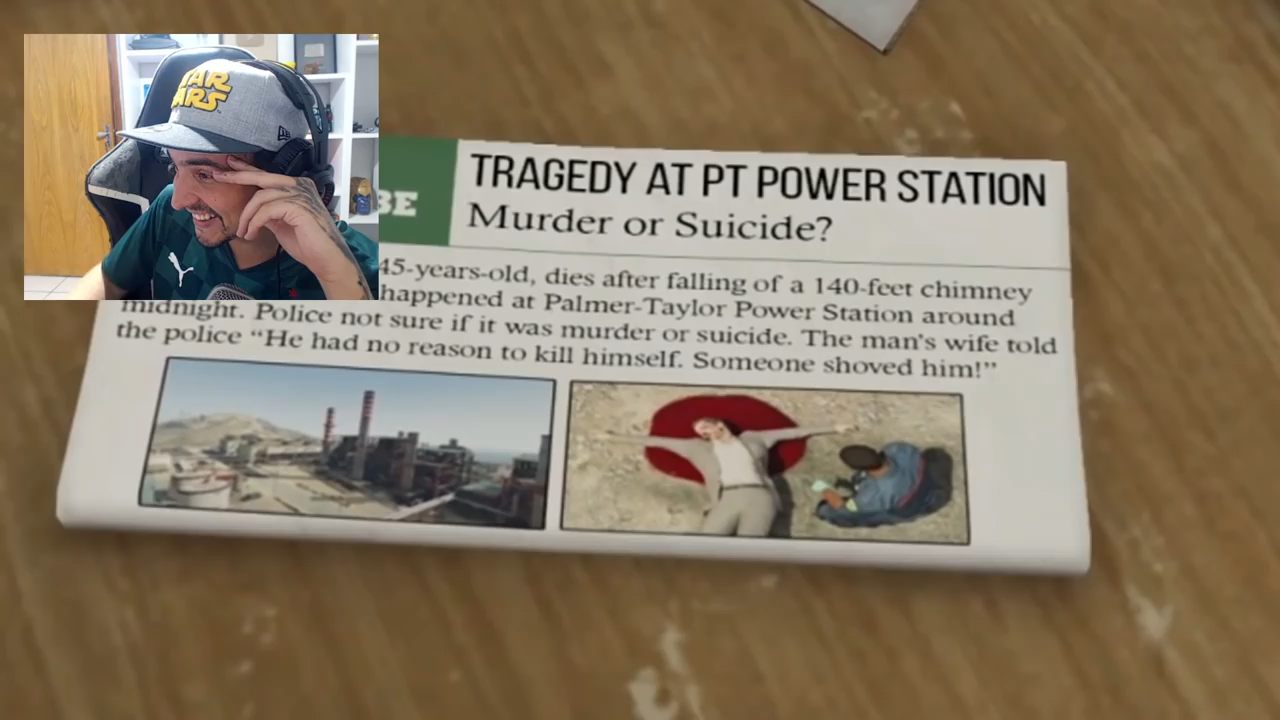 STAR
WARS
BE
TRAGEDY AT PT POWER STATION
Murder or Suicide?
45-years-old, dies after falling of a 140-feet chimney
happened at Palmer-Taylor Power Station around
midnight. Police not sure if it was murder or suicide. The man's wife told
the police “He had no reason to kill himself. Someone shoved him!”